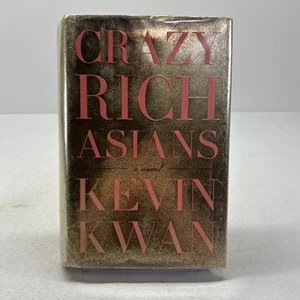 CRAZY
RICH
ASIANS
a novel
KEVIN
KWAN